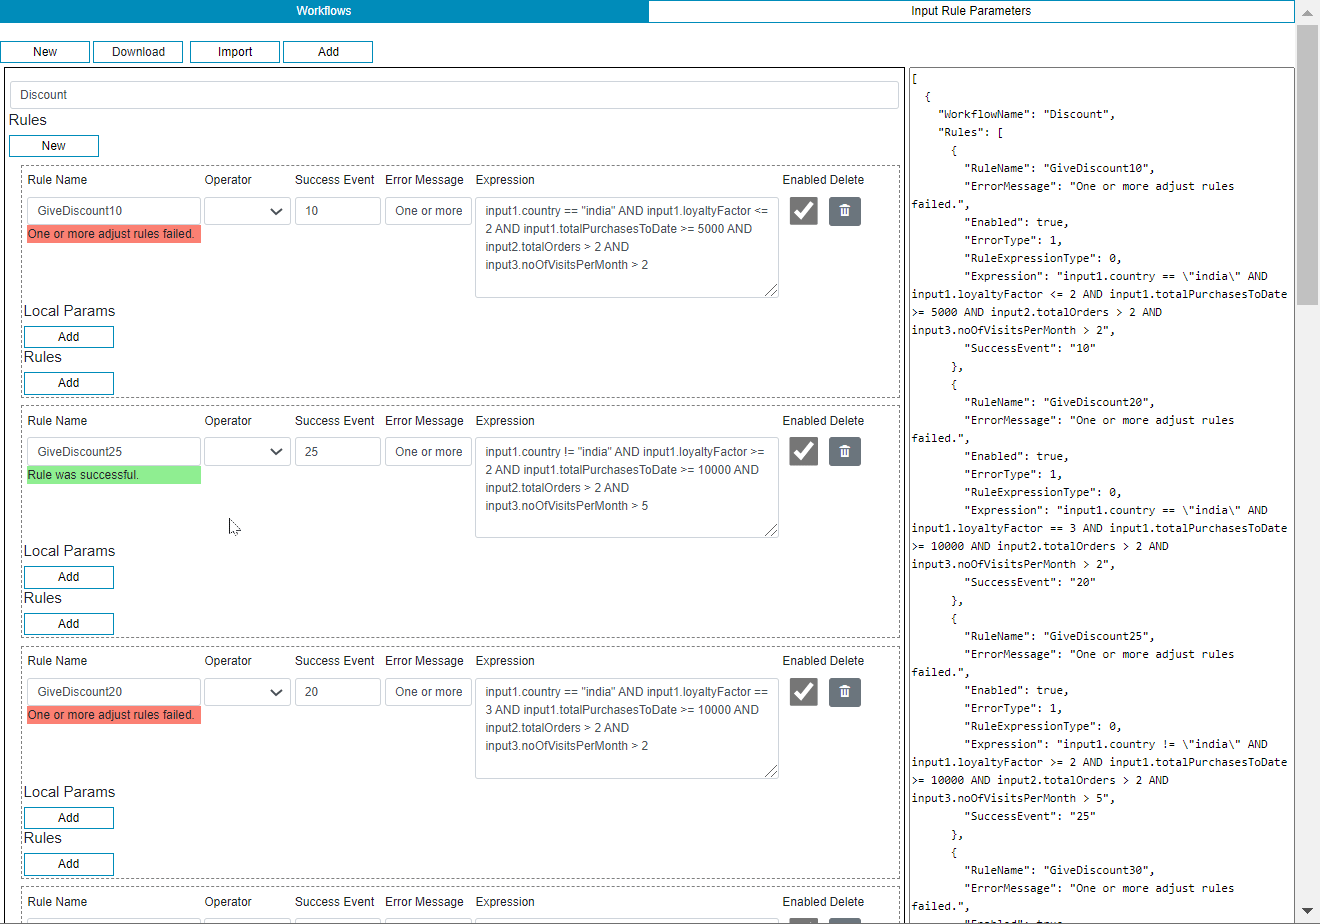 Workflows
Input Rule Parameters
New
Download
Import
Add
Discount
Rules
New
Rule Name
Operator
Success Event
Error Message
Expression
Enabled
Delete
GiveDiscount10
10
One or more
input1.country == "india" AND input1.loyaltyFactor <=
2 AND input1.totalPurchasesToDate >= 5000 AND
input2.totalOrders > 2 AND
input3.noOfVisitsPerMonth > 2
One or more adjust rules failed.
Local Params
Add
Rules
Add
Rule Name
Operator
Success Event
Error Message
Expression
Enabled
Delete
GiveDiscount25
25
One or more
input1.country != "india" AND input1.loyaltyFactor >=
2 AND input1.totalPurchasesToDate >= 10000 AND
input2.totalOrders > 2 AND
input3.noOfVisitsPerMonth > 5
Rule was successful.
Local Params
Add
Rules
Add
Rule Name
Operator
Success Event
Error Message
Expression
Enabled
Delete
GiveDiscount20
20
One or more
input1.country == "india" AND input1.loyaltyFactor ==
3 AND input1.totalPurchasesToDate >= 10000 AND
input2.totalOrders > 2 AND
input3.noOfVisitsPerMonth > 2
One or more adjust rules failed.
Local Params
Add
Rules
Add
Rule Name
Operator
Success Event
Error Message
Expression
Enabled
Delete
[
{
"WorkflowName": "Discount",
"Rules": [
{
"RuleName": "GiveDiscount10",
"ErrorMessage": "One or more adjust rules
failed.",
"Enabled": true,
"ErrorType": 1,
"RuleExpressionType": 0,
"Expression": "input1.country == \"india\" AND
input1.loyaltyFactor <= 2 AND input1.totalPurchasesToDate
>= 5000 AND input2.totalOrders > 2 AND
input3.noOfVisitsPerMonth > 2",
"SuccessEvent": "10"
},
{
"RuleName": "GiveDiscount20",
"ErrorMessage": "One or more adjust rules
failed.",
"Enabled": true,
"ErrorType": 1,
"RuleExpressionType": 0,
"Expression": "input1.country == \"india\" AND
input1.loyaltyFactor == 3 AND input1.totalPurchasesToDate
>= 10000 AND input2.totalOrders > 2 AND
input3.noOfVisitsPerMonth > 2",
"SuccessEvent": "20"
},
{
"RuleName": "GiveDiscount25",
"ErrorMessage": "One or more adjust rules
failed.",
"Enabled": true,
"ErrorType": 1,
"RuleExpressionType": 0,
"Expression": "input1.country != \"india\" AND
input1.loyaltyFactor >= 2 AND input1.totalPurchasesToDate
>= 10000 AND input2.totalOrders > 2 AND
input3.noOfVisitsPerMonth > 5",
"SuccessEvent": "25"
},
{
"RuleName": "GiveDiscount30",
"ErrorMessage": "One or more adjust rules
failed.",